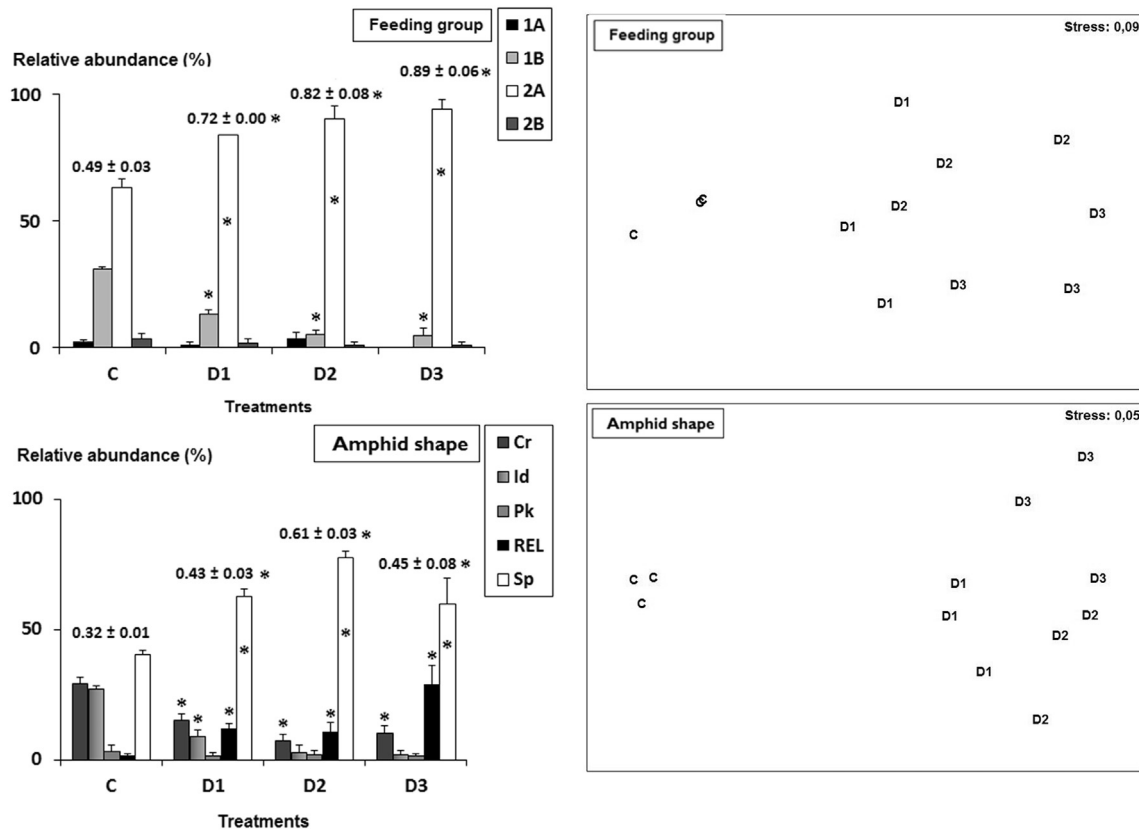 Feeding group
1A
1B
2A
2B
Relative abundance (%)
100
50
0
0.49 ± 0.03
0.72 ± 0.00 *
0.82 ± 0.08 *
0.89 ± 0.06 *
* * * * * *
C D1 D2 D3
Treatments
Feeding group
Stress: 0,09
D1
D2
D2
C C
D2
D3
C
D1
D3
D3
D1
Amphid shape
Cr
Id
Pk
REL
Sp
Relative abundance (%)
100
50
0
0.32 ± 0.01
0.43 ± 0.03 *
0.61 ± 0.03 *
0.45 ± 0.08 *
* * * * * * * * * *
C D1 D2 D3
Treatments
Amphid shape
Stress: 0,05
D3
D3
C C
D3
D1
C
D1
D2
D2
D1
D2